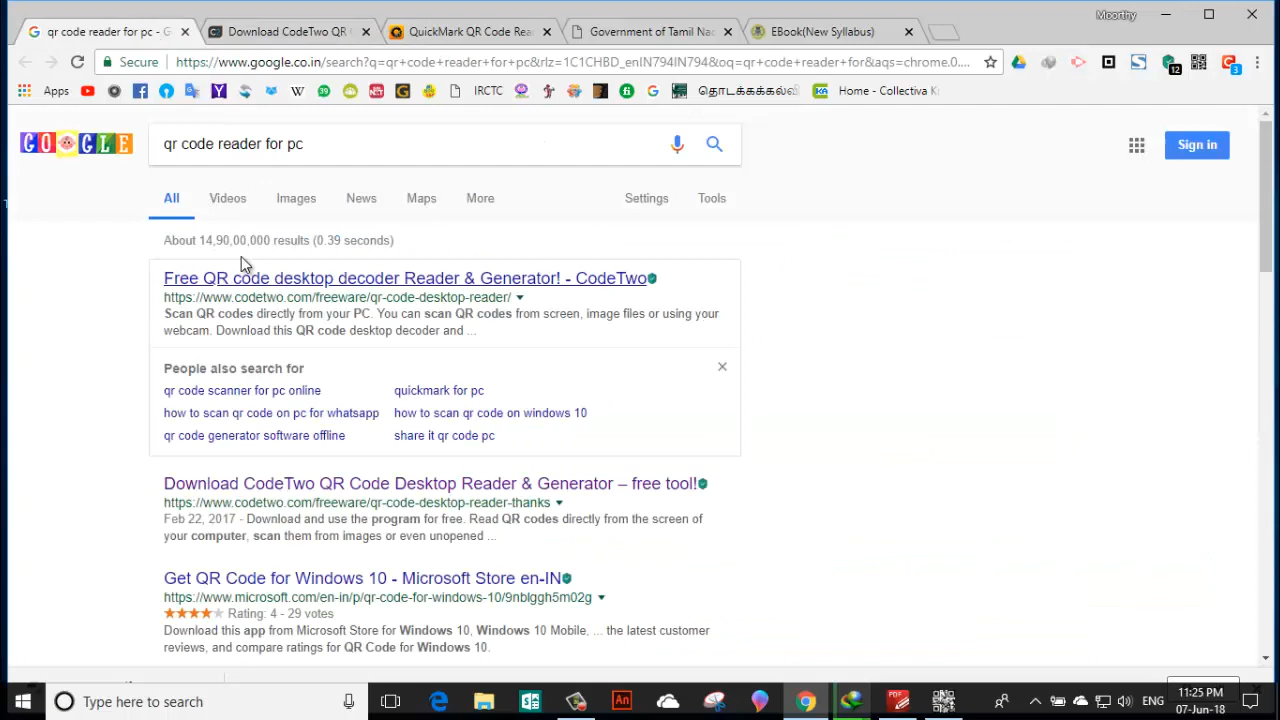 qr code reader for pc - G
Download CodeTwo QR
QuickMark QR Code Rea
Government of Tamil Na
EBook(New Syllabus)
Moorthy
Secure
https://www.google.co.in/search?q=qr+code+reader+for+pc&rlz=1C1CHBD_enIN794IN794&oq=qr+code+reader+for&aqs=chrome.0....
12
3
Apps
IRCTC
Home - Collectiva K
GOOGLE
qr code reader for pc
Sign in
All Videos Images News Maps More Settings Tools
About 14,90,00,000 results (0.39 seconds)
Free QR code desktop decoder Reader & Generator! - CodeTwo
https://www.codetwo.com/freeware/qr-code-desktop-reader/
Scan QR codes directly from your PC. You can scan QR codes from screen, image files or using your
webcam. Download this QR code desktop decoder and ...
People also search for
qr code scanner for pc online quickmark for pc
how to scan qr code on pc for whatsapp how to scan qr code on windows 10
qr code generator software offline share it qr code pc
Download CodeTwo QR Code Desktop Reader & Generator – free tool!
https://www.codetwo.com/freeware/qr-code-desktop-reader-thanks
Feb 22, 2017 - Download and use the program for free. Read QR codes directly from the screen of
your computer, scan them from images or even unopened ...
Get QR Code for Windows 10 - Microsoft Store en-IN
https://www.microsoft.com/en-in/p/qr-code-for-windows-10/9nblggh5m02g
Rating: 4 - 29 votes
Download this app from Microsoft Store for Windows 10, Windows 10 Mobile, ... the latest customer
reviews, and compare ratings for QR Code for Windows 10.
Type here to search
An
PDF
ENG
11:25 PM
07-Jun-18